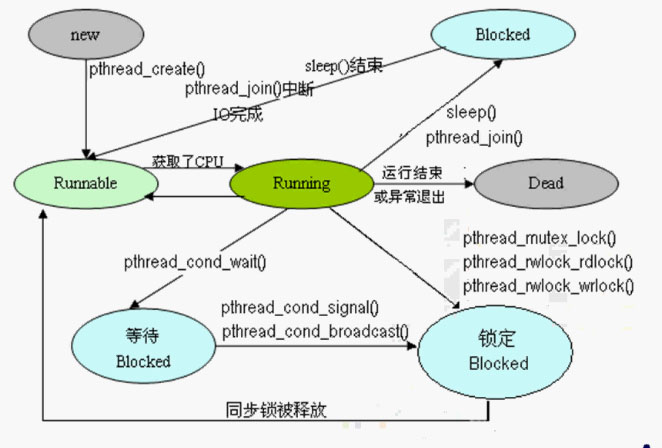 new
Blocked
pthread_create()
sleep()结束
pthread_join()中断
IO完成
sleep()
pthread_join()
Runnable
获取了CPU
Running
运行结束
或异常退出
Dead
pthread_mutex_lock()
pthread_rwlock_rdlock()
pthread_rwlock_wrlock()
pthread_cond_wait()
pthread_cond_signal()
pthread_cond_broadcast()
等待
Blocked
锁定
Blocked
同步锁被释放